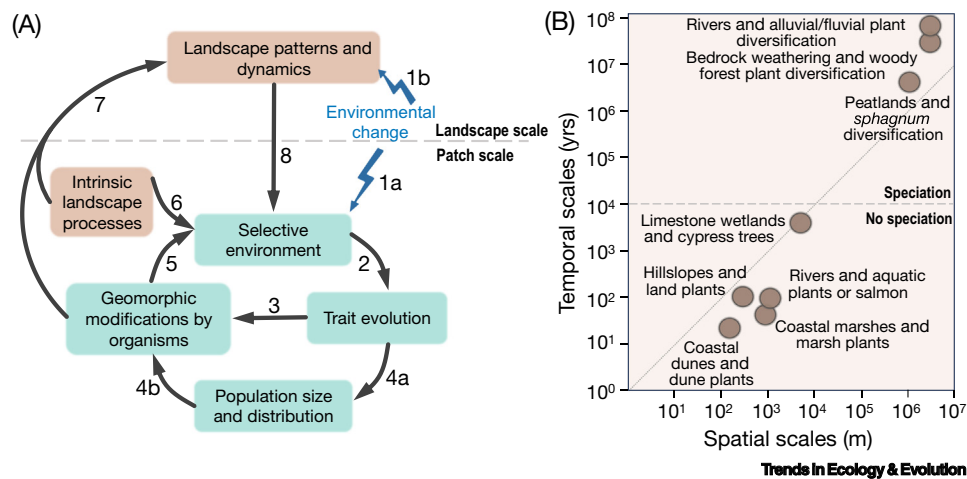 (A)
Landscape patterns and
dynamics
1b
7
Environmental
change
Landscape scale
Patch scale
8
1a
Intrinsic
landscape
processes
6
Selective
environment
5
2
Geomorphic
modifications by
organisms
3
Trait evolution
4b
4a
Population size
and distribution
(B)
Temporal scales (yrs)
10⁸
10⁷
10⁶
10⁵
10⁴
10³
10²
10¹
10⁰
Rivers and alluvial/fluvial plant
diversification
Bedrock weathering and woody
forest plant diversification
Peatlands and
sphagnum
diversification
Speciation
No speciation
Limestone wetlands
and cypress trees
Hillslopes and
land plants
Rivers and aquatic
plants or salmon
Coastal marshes and
marsh plants
Coastal
dunes and
dune plants
10¹ 10² 10³ 10⁴ 10⁵ 10⁶ 10⁷
Spatial scales (m)
Trends in Ecology & Evolution